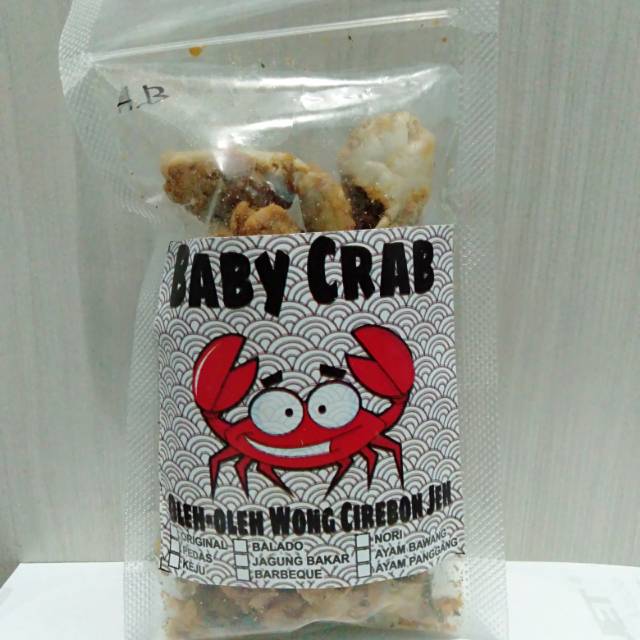 A.B
BABY CRAB
OLEH-OLEH WONG CIREBON JEH
ORIGINAL BALADO NORI
PEDAS JAGUNG BAKAR AYAM BAWANG
KEJU BARBEQUE AYAM PANGGANG